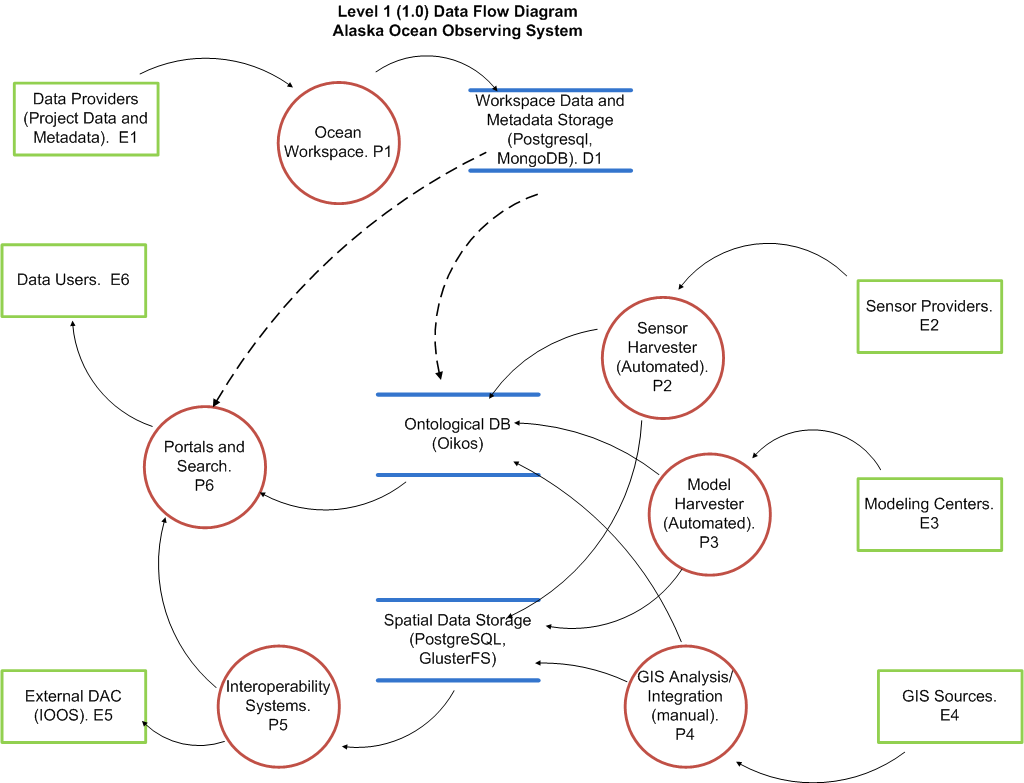 Level 1 (1.0) Data Flow Diagram
Alaska Ocean Observing System
Data Providers
(Project Data and
Metadata).  E1
Ocean
Workspace. P1
Workspace Data and
Metadata Storage
(Postgresql,
MongoDB). D1
Data Users.  E6
Sensor Providers.
E2
Sensor
Harvester
(Automated).
P2
Ontological DB
(Oikos)
Portals and
Search.
P6
Model
Harvester
(Automated).
P3
Modeling Centers.
E3
Spatial Data Storage
(PostgreSQL,
GlusterFS)
External DAC
(IOOS). E5
Interoperability
Systems.
P5
GIS Analysis/
Integration
(manual).
P4
GIS Sources.
E4